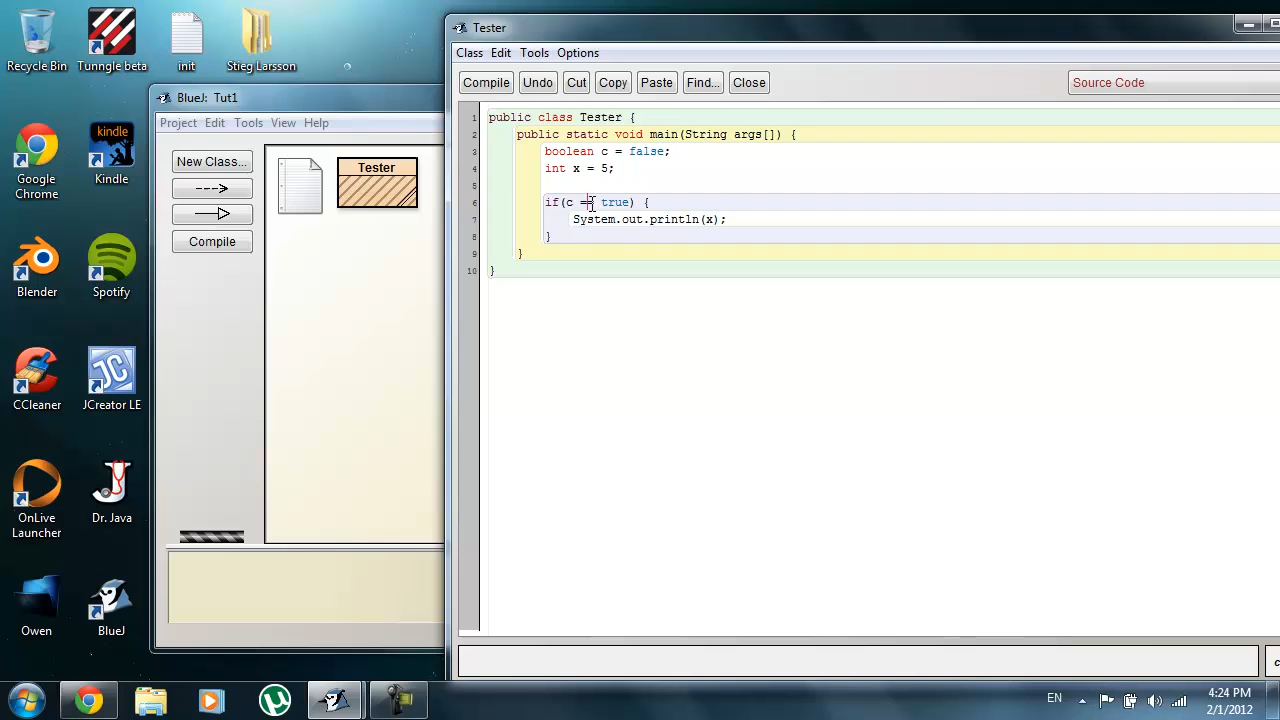 Recycle Bin
Tunngle beta
init
Stieg Larsson
Google
Chrome
kindle
Kindle
Blender
Spotify
CCleaner
JC
JCreator LE
OnLive
Launcher
Dr. Java
Owen
BlueJ
BlueJ: Tut1
Project Edit Tools View Help
New Class...
Compile
Tester
Tester
Class Edit Tools Options
Compile Undo Cut Copy Paste Find... Close Source Code
1 public class Tester {
2 public static void main(String args[]) {
3 boolean c = false;
4 int x = 5;
5
6 if(c == true) {
7 System.out.println(x);
8 }
9 }
10 }
EN
4:24 PM
2/1/2012